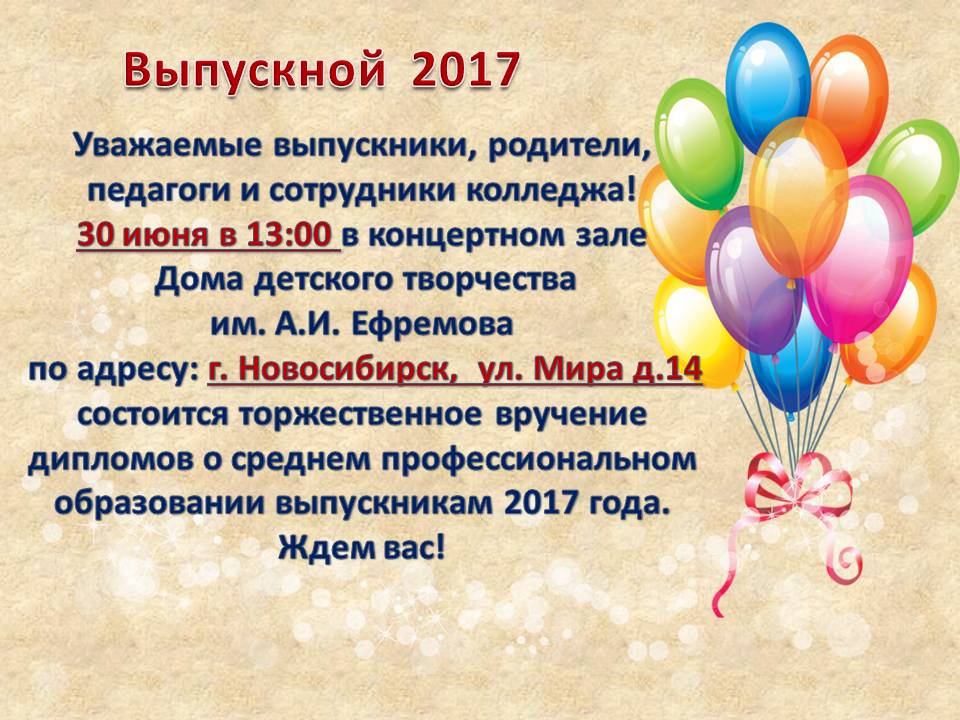 Выпускной 2017
Уважаемые выпускники, родители,
педагоги и сотрудники колледжа!
30 июня в 13:00 в концертном зале
Дома детского творчества
им. А.И. Ефремова
по адресу: г. Новосибирск, ул. Мира д.14
состоится торжественное вручение
дипломов о среднем профессиональном
образовании выпускникам 2017 года.
Ждем вас!